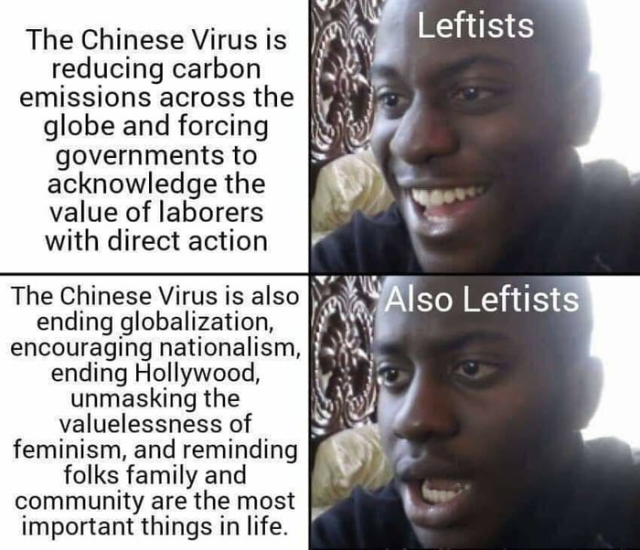 The Chinese Virus is
reducing carbon
emissions across the
globe and forcing
governments to
acknowledge the
value of laborers
with direct action
Leftists
The Chinese Virus is also
ending globalization,
encouraging nationalism,
ending Hollywood,
unmasking the
valuelessness of
feminism, and reminding
folks family and
community are the most
important things in life.
Also Leftists